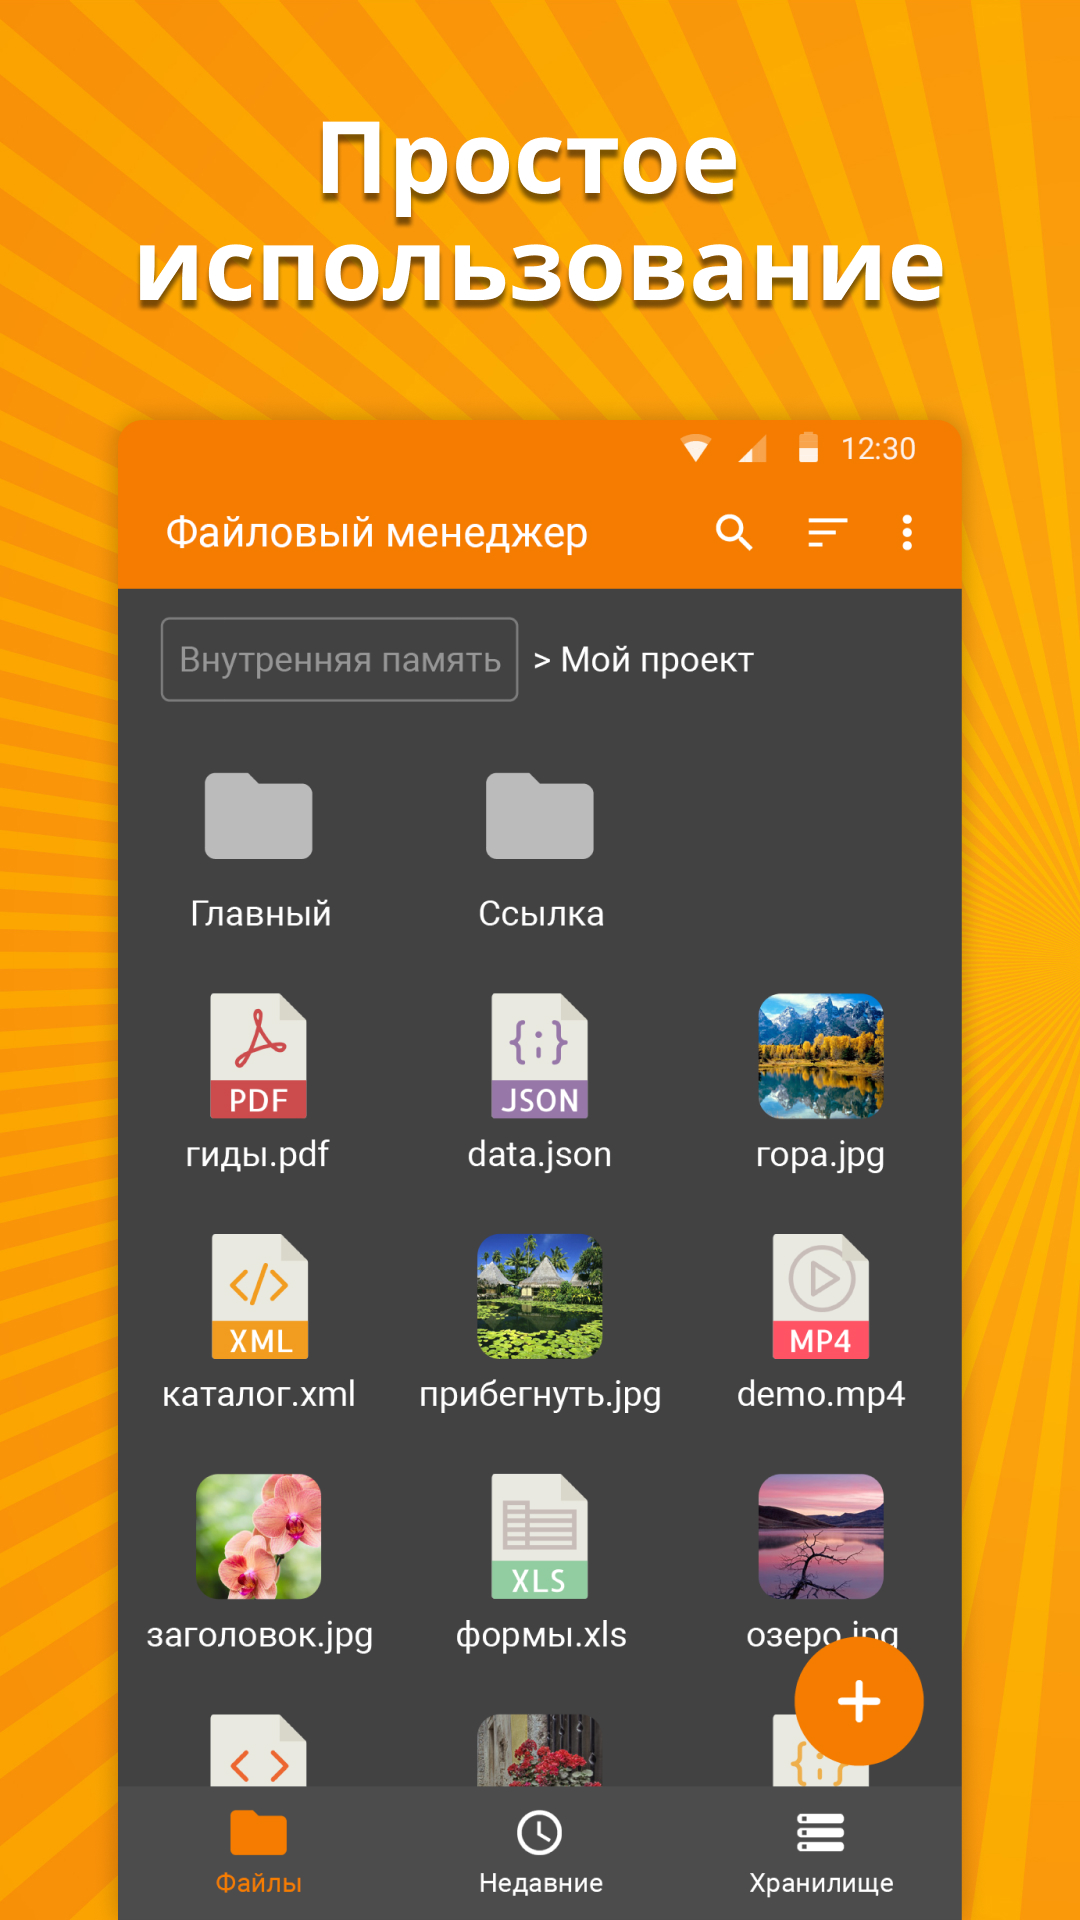 Простое
использование
12:30
Файловый менеджер
Внутренняя память > Мой проект
Главный Ссылка
PDF JSON
гиды.pdf data.json гора.jpg
XML MP4
каталог.xml прибегнуть.jpg demo.mp4
XLS
заголовок.jpg формы.xls озеро.jpg
Файлы Недавние Хранилище